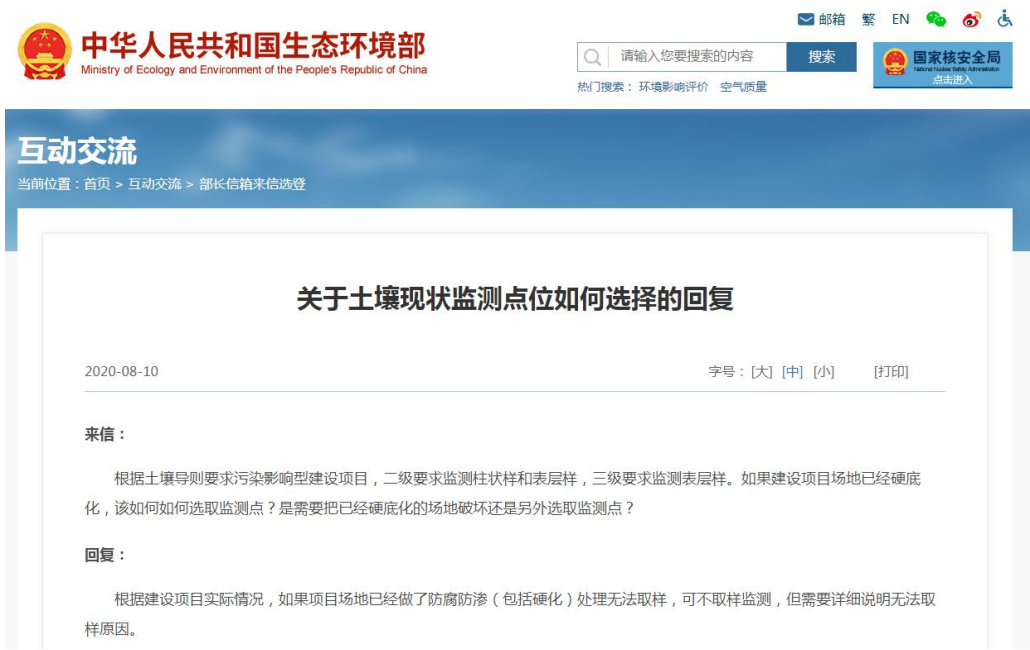 邮箱 繁 EN
中华人民共和国生态环境部
Ministry of Ecology and Environment of the People's Republic of China
请输入您要搜索的内容 搜索
国家核安全局
National Nuclear Safety Administration
点击进入
热门搜索： 环境影响评价 空气质量
互动交流
当前位置：首页 > 互动交流 > 部长信箱来信选登
关于土壤现状监测点位如何选择的回复
2020-08-10 字号：[大] [中] [小] [打印]
来信：
根据土壤导则要求污染影响型建设项目，二级要求监测柱状样和表层样，三级要求监测表层样。如果建设项目场地已经硬底
化，该如何如何选取监测点？是需要把已经硬底化的场地破坏还是另外选取监测点？
回复：
根据建设项目实际情况，如果项目场地已经做了防腐防渗（包括硬化）处理无法取样，可不取样监测，但需要详细说明无法取
样原因。